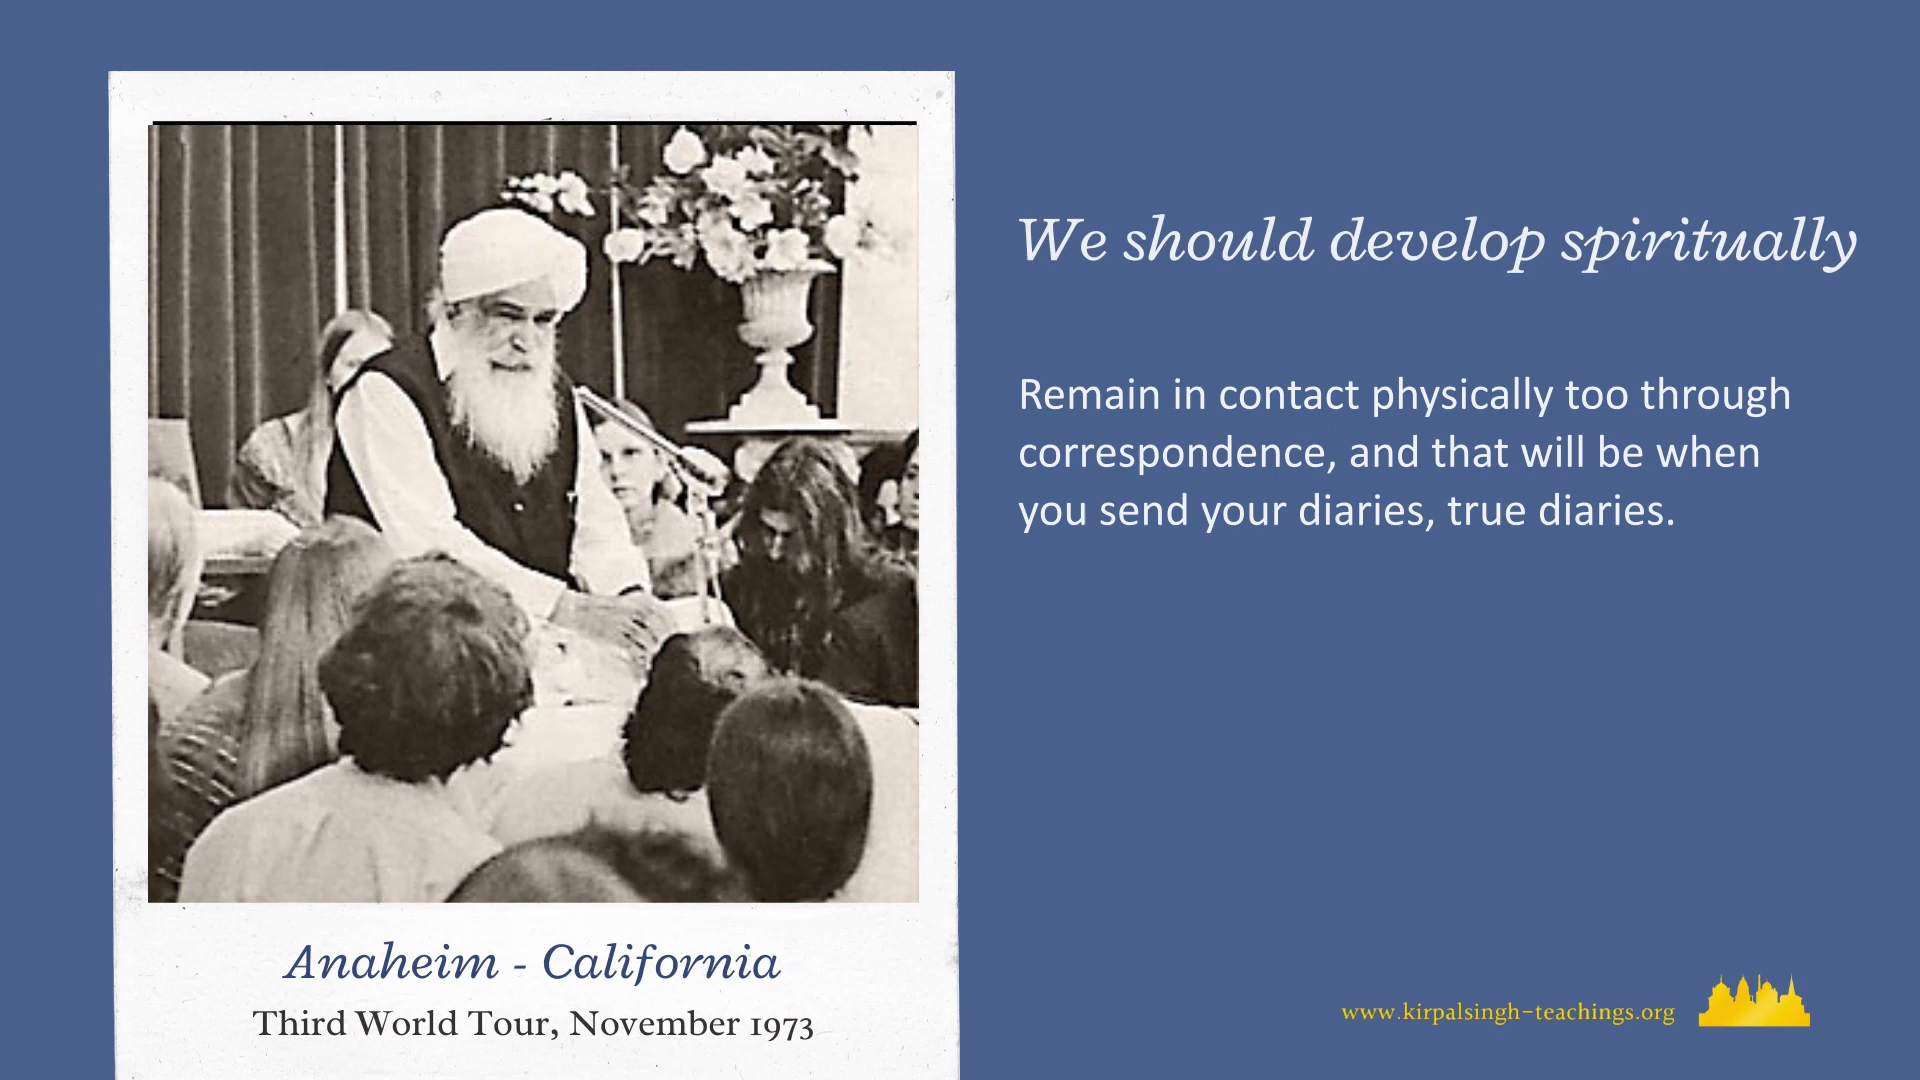 We should develop spiritually
Remain in contact physically too through
correspondence, and that will be when
you send your diaries, true diaries.
Anaheim - California
Third World Tour, November 1973
www.kirpalsingh-teachings.org